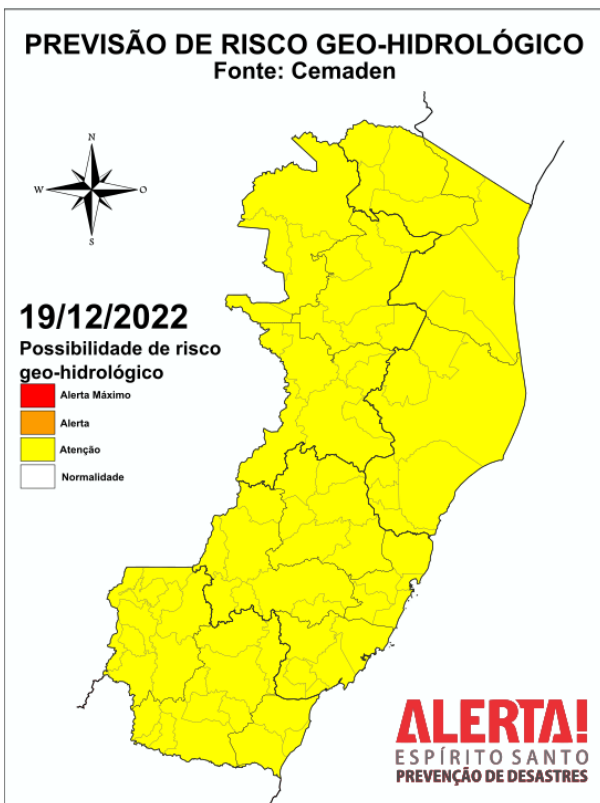 PREVISÃO DE RISCO GEO-HIDROLÓGICO
Fonte: Cemaden
N
W
O
S
19/12/2022
Possibilidade de risco
geo-hidrológico
Alerta Máximo
Alerta
Atenção
Normalidade
ALERTA!
ESPÍRITO SANTO
PREVENÇÃO DE DESASTRES